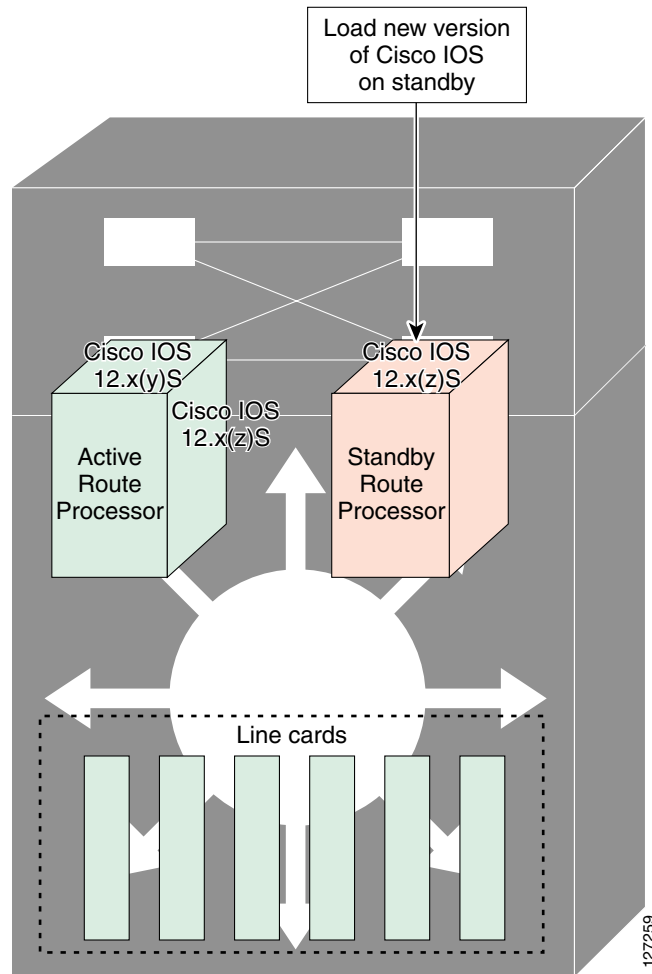 Load new version
of Cisco IOS
on standby
Cisco IOS
12.x(y)S
Cisco IOS
12.x(z)S
Active
Route
Processor
Cisco IOS
12.x(z)S
Standby
Route
Processor
Line cards
127259